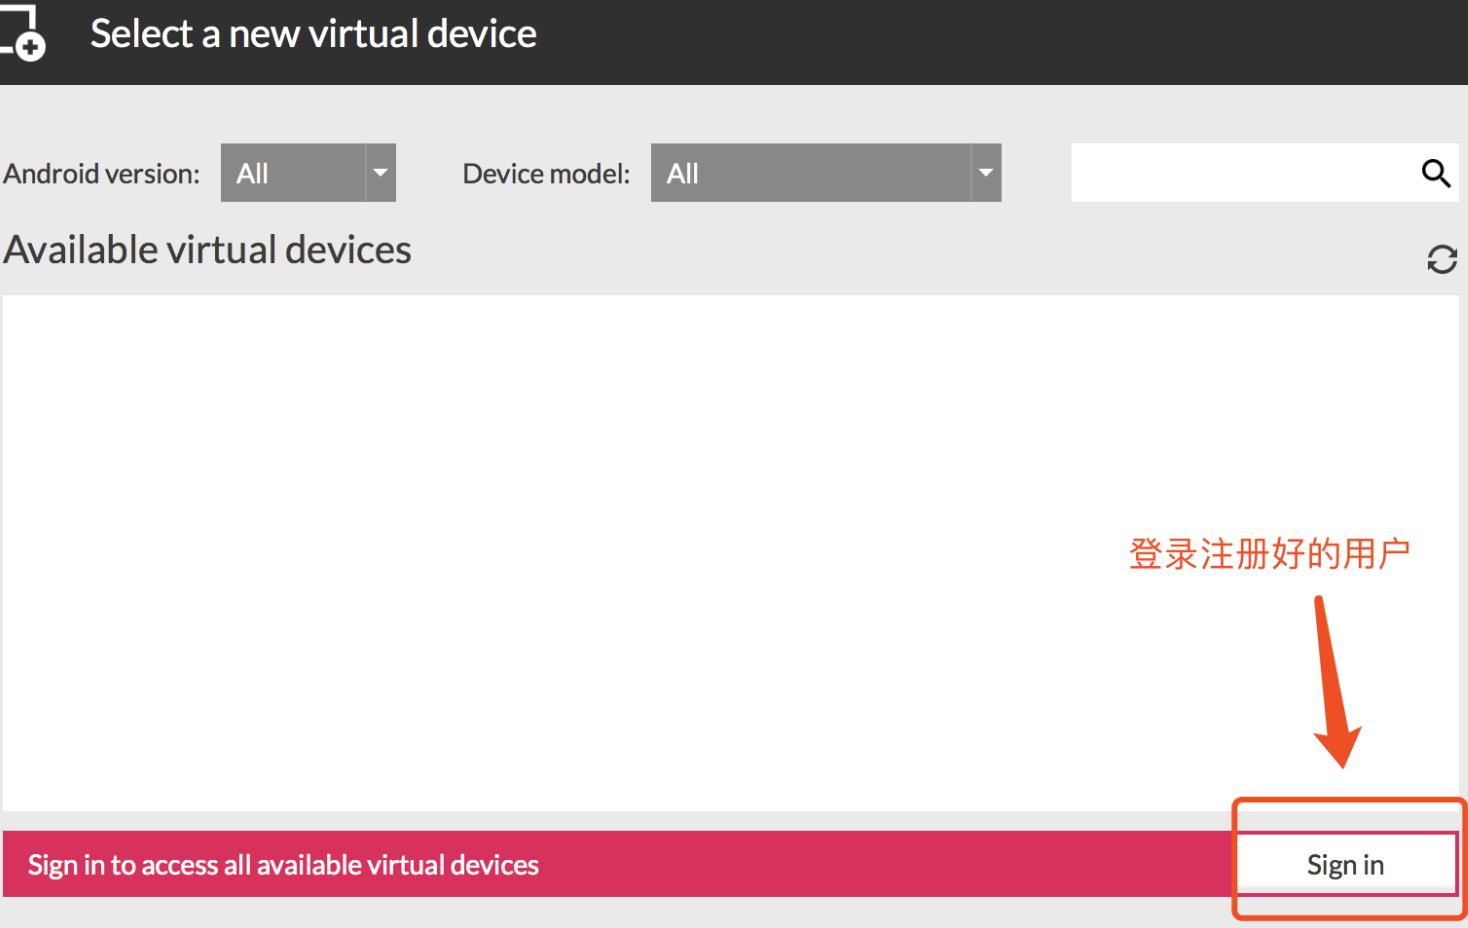 Select a new virtual device
Android version: All Device model: All
Available virtual devices
登录注册好的用户
Sign in to access all available virtual devices Sign in